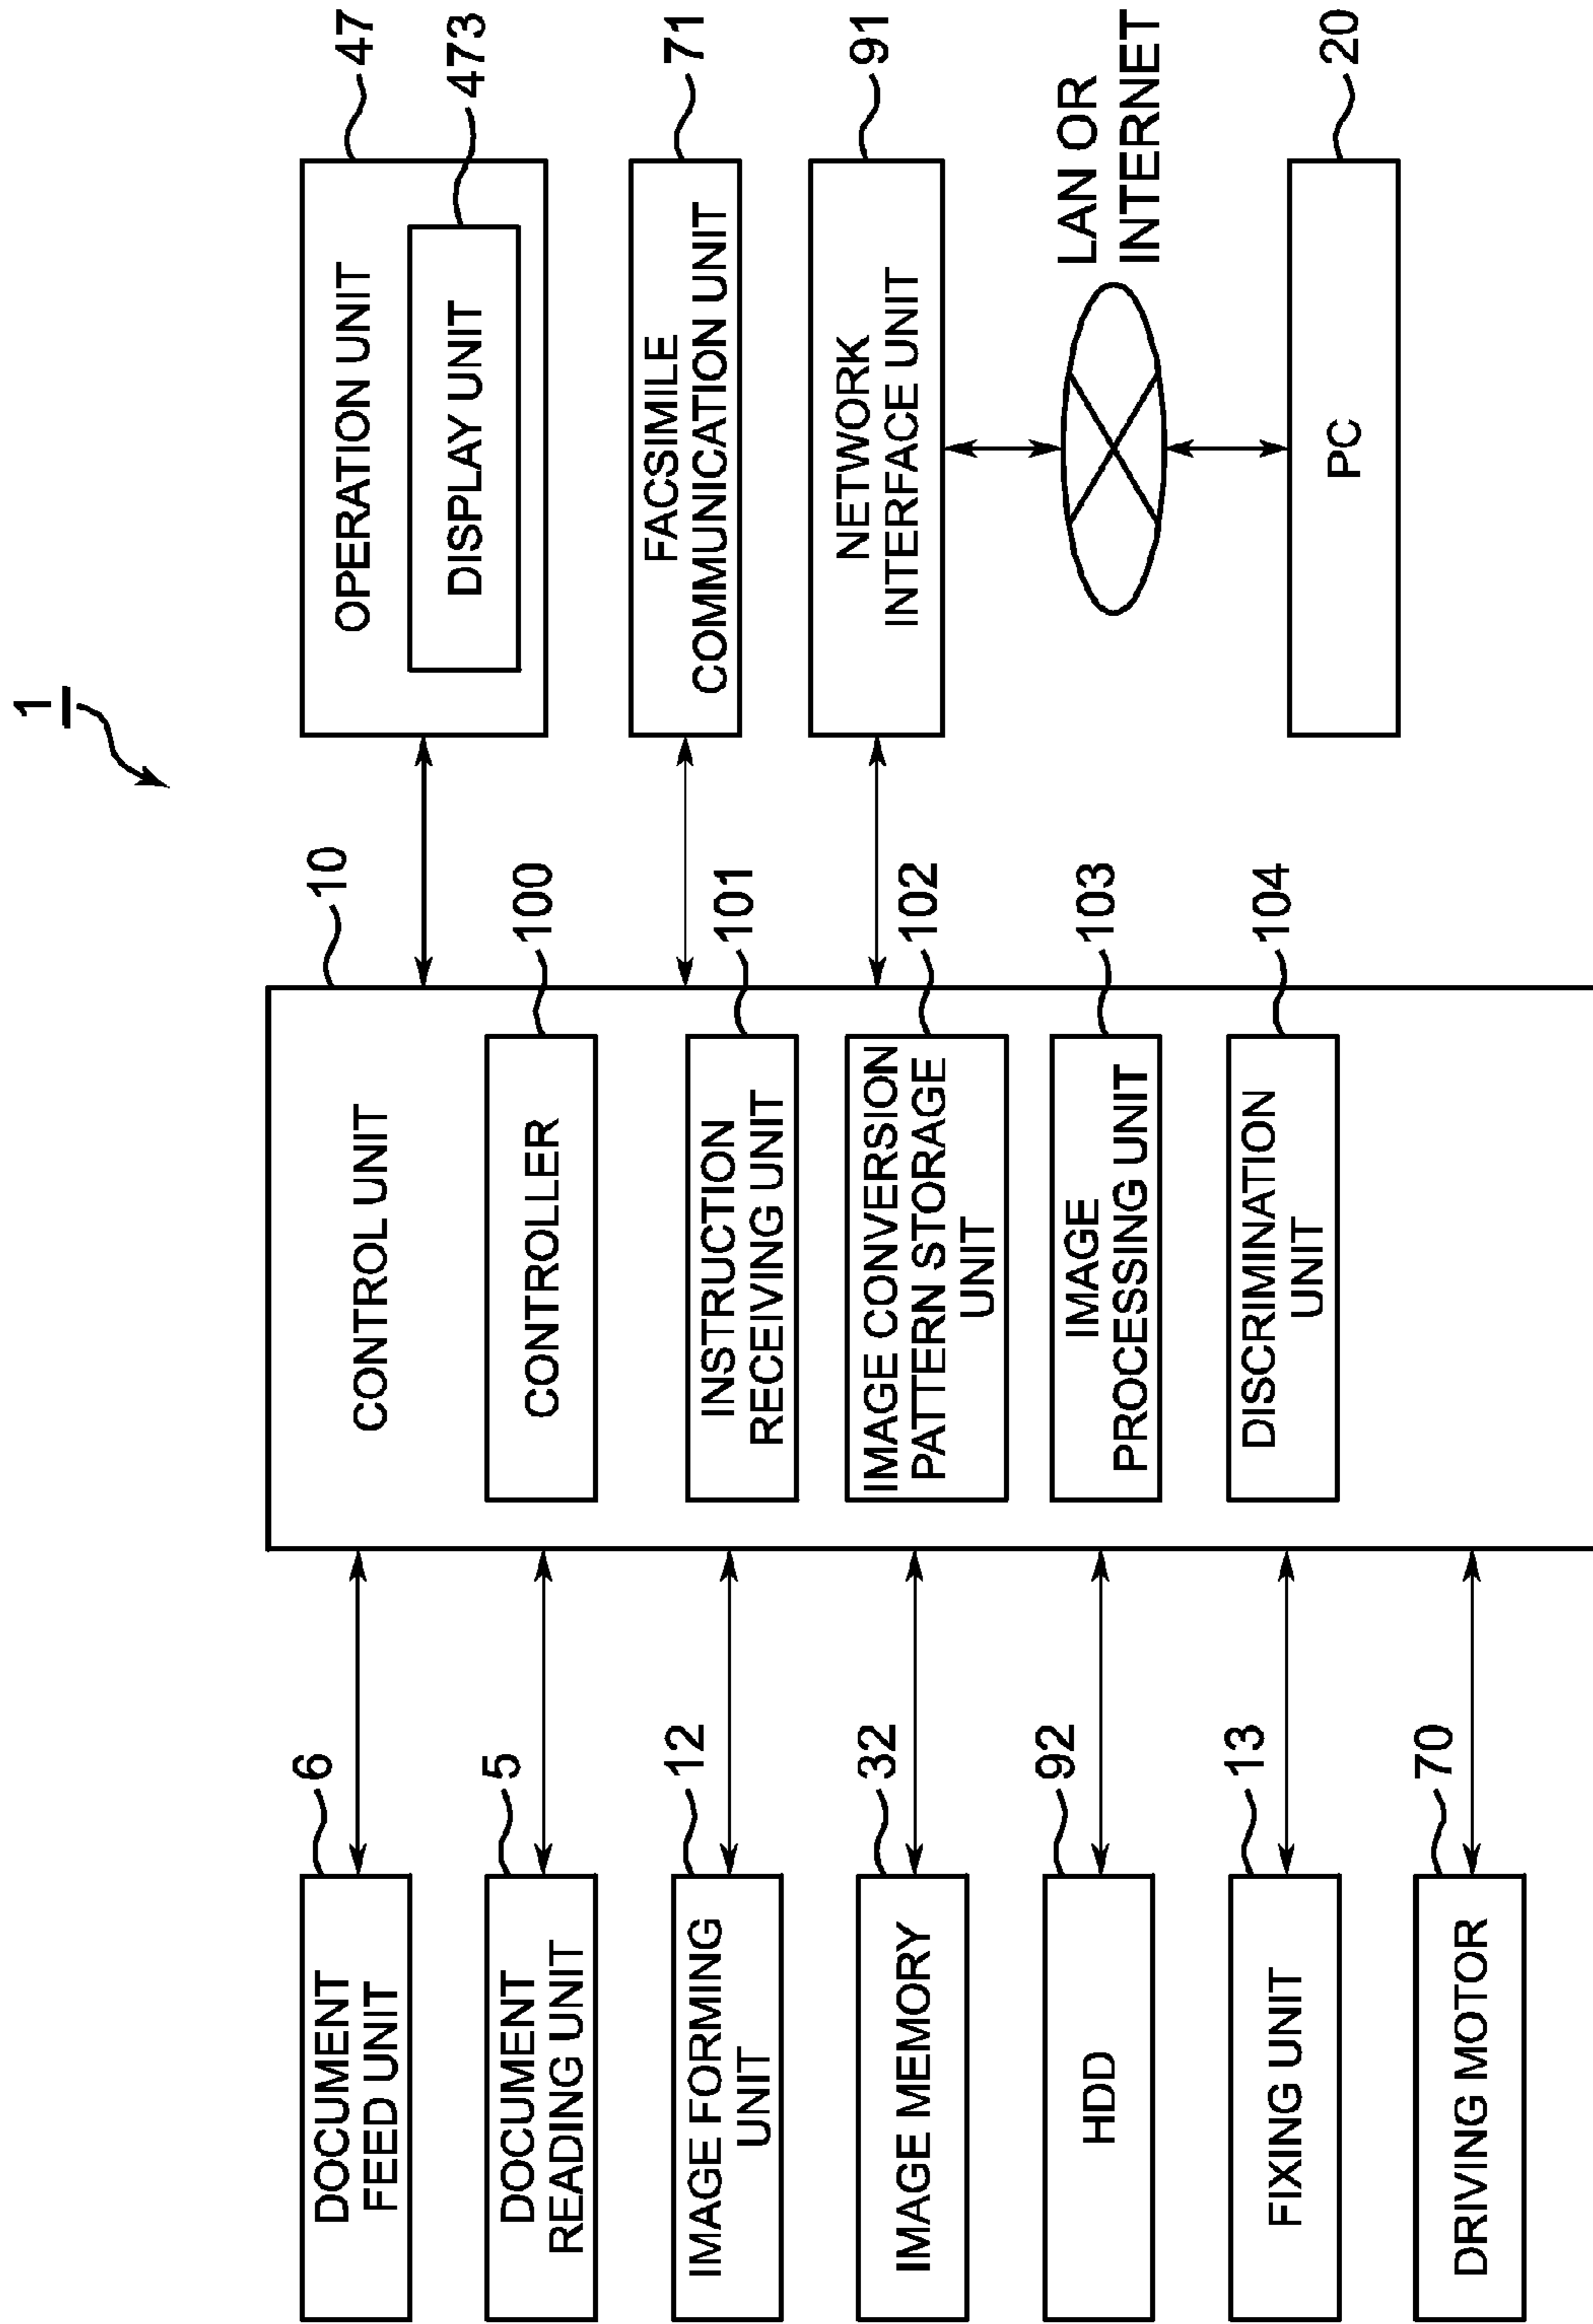 1
6
DOCUMENT
FEED UNIT
5
DOCUMENT
READING UNIT
12
IMAGE FORMING
UNIT
32
IMAGE MEMORY
92
HDD
13
FIXING UNIT
70
DRIVING MOTOR
10
CONTROL UNIT
100
CONTROLLER
101
INSTRUCTION
RECEIVING UNIT
102
IMAGE CONVERSION
PATTERN STORAGE
UNIT
103
IMAGE
PROCESSING UNIT
104
DISCRIMINATION
UNIT
47
OPERATION UNIT
473
DISPLAY UNIT
71
FACSIMILE
COMMUNICATION UNIT
91
NETWORK
INTERFACE UNIT
LAN OR
INTERNET
20
PC